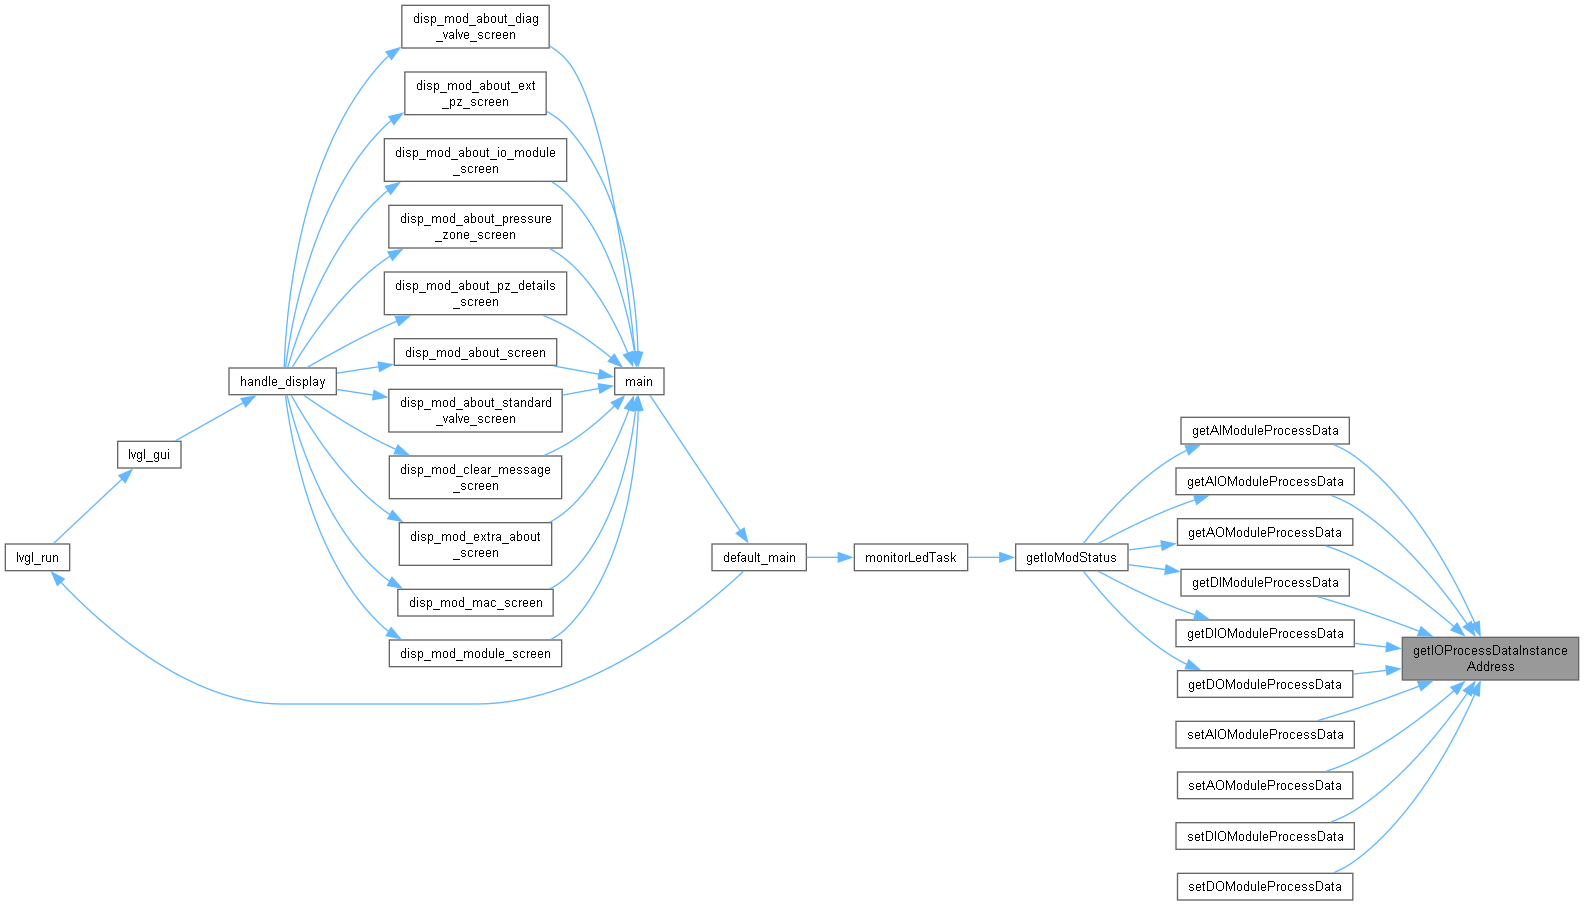 disp_mod_about_diag
_valve_screen
disp_mod_about_ext
_pz_screen
disp_mod_about_io_module
_screen
disp_mod_about_pressure
_zone_screen
disp_mod_about_pz_details
_screen
disp_mod_about_screen
handle_display
main
disp_mod_about_standard
_valve_screen
lvgl_gui
disp_mod_clear_message
_screen
disp_mod_extra_about
_screen
lvgl_run
default_main
monitorLedTask
getIoModStatus
disp_mod_mac_screen
disp_mod_module_screen
getAIModuleProcessData
getAIOModuleProcessData
getAOModuleProcessData
getDIModuleProcessData
getDIOModuleProcessData
getIOProcessDataInstance
Address
getDOModuleProcessData
setAIOModuleProcessData
setAOModuleProcessData
setDIOModuleProcessData
setDOModuleProcessData